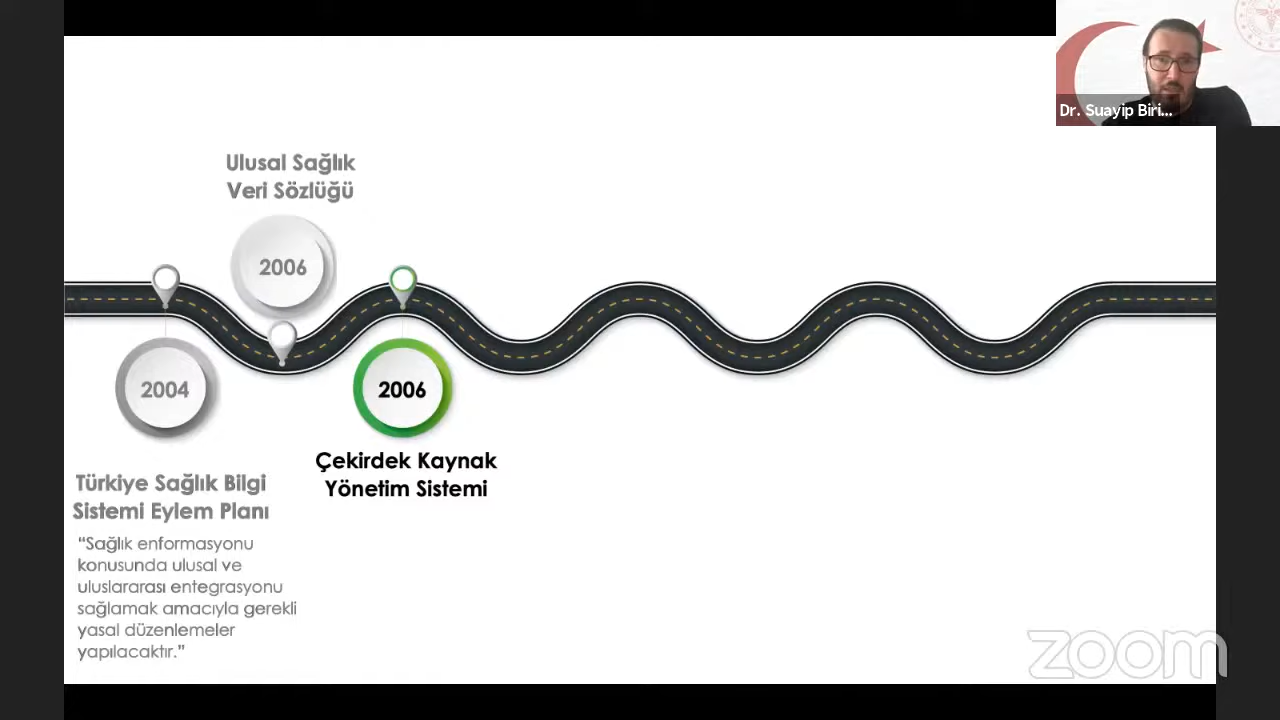 Dr. Suayip Biri...
Ulusal Sağlık
Veri Sözlüğü
2006
2004
2006
Türkiye Sağlık Bilgi
Sistemi Eylem Planı
“Sağlık enformasyonu
konusunda ulusal ve
uluslararası entegrasyonu
sağlamak amacıyla gerekli
yasal düzenlemeler
yapılacaktır.”
Çekirdek Kaynak
Yönetim Sistemi
zoom